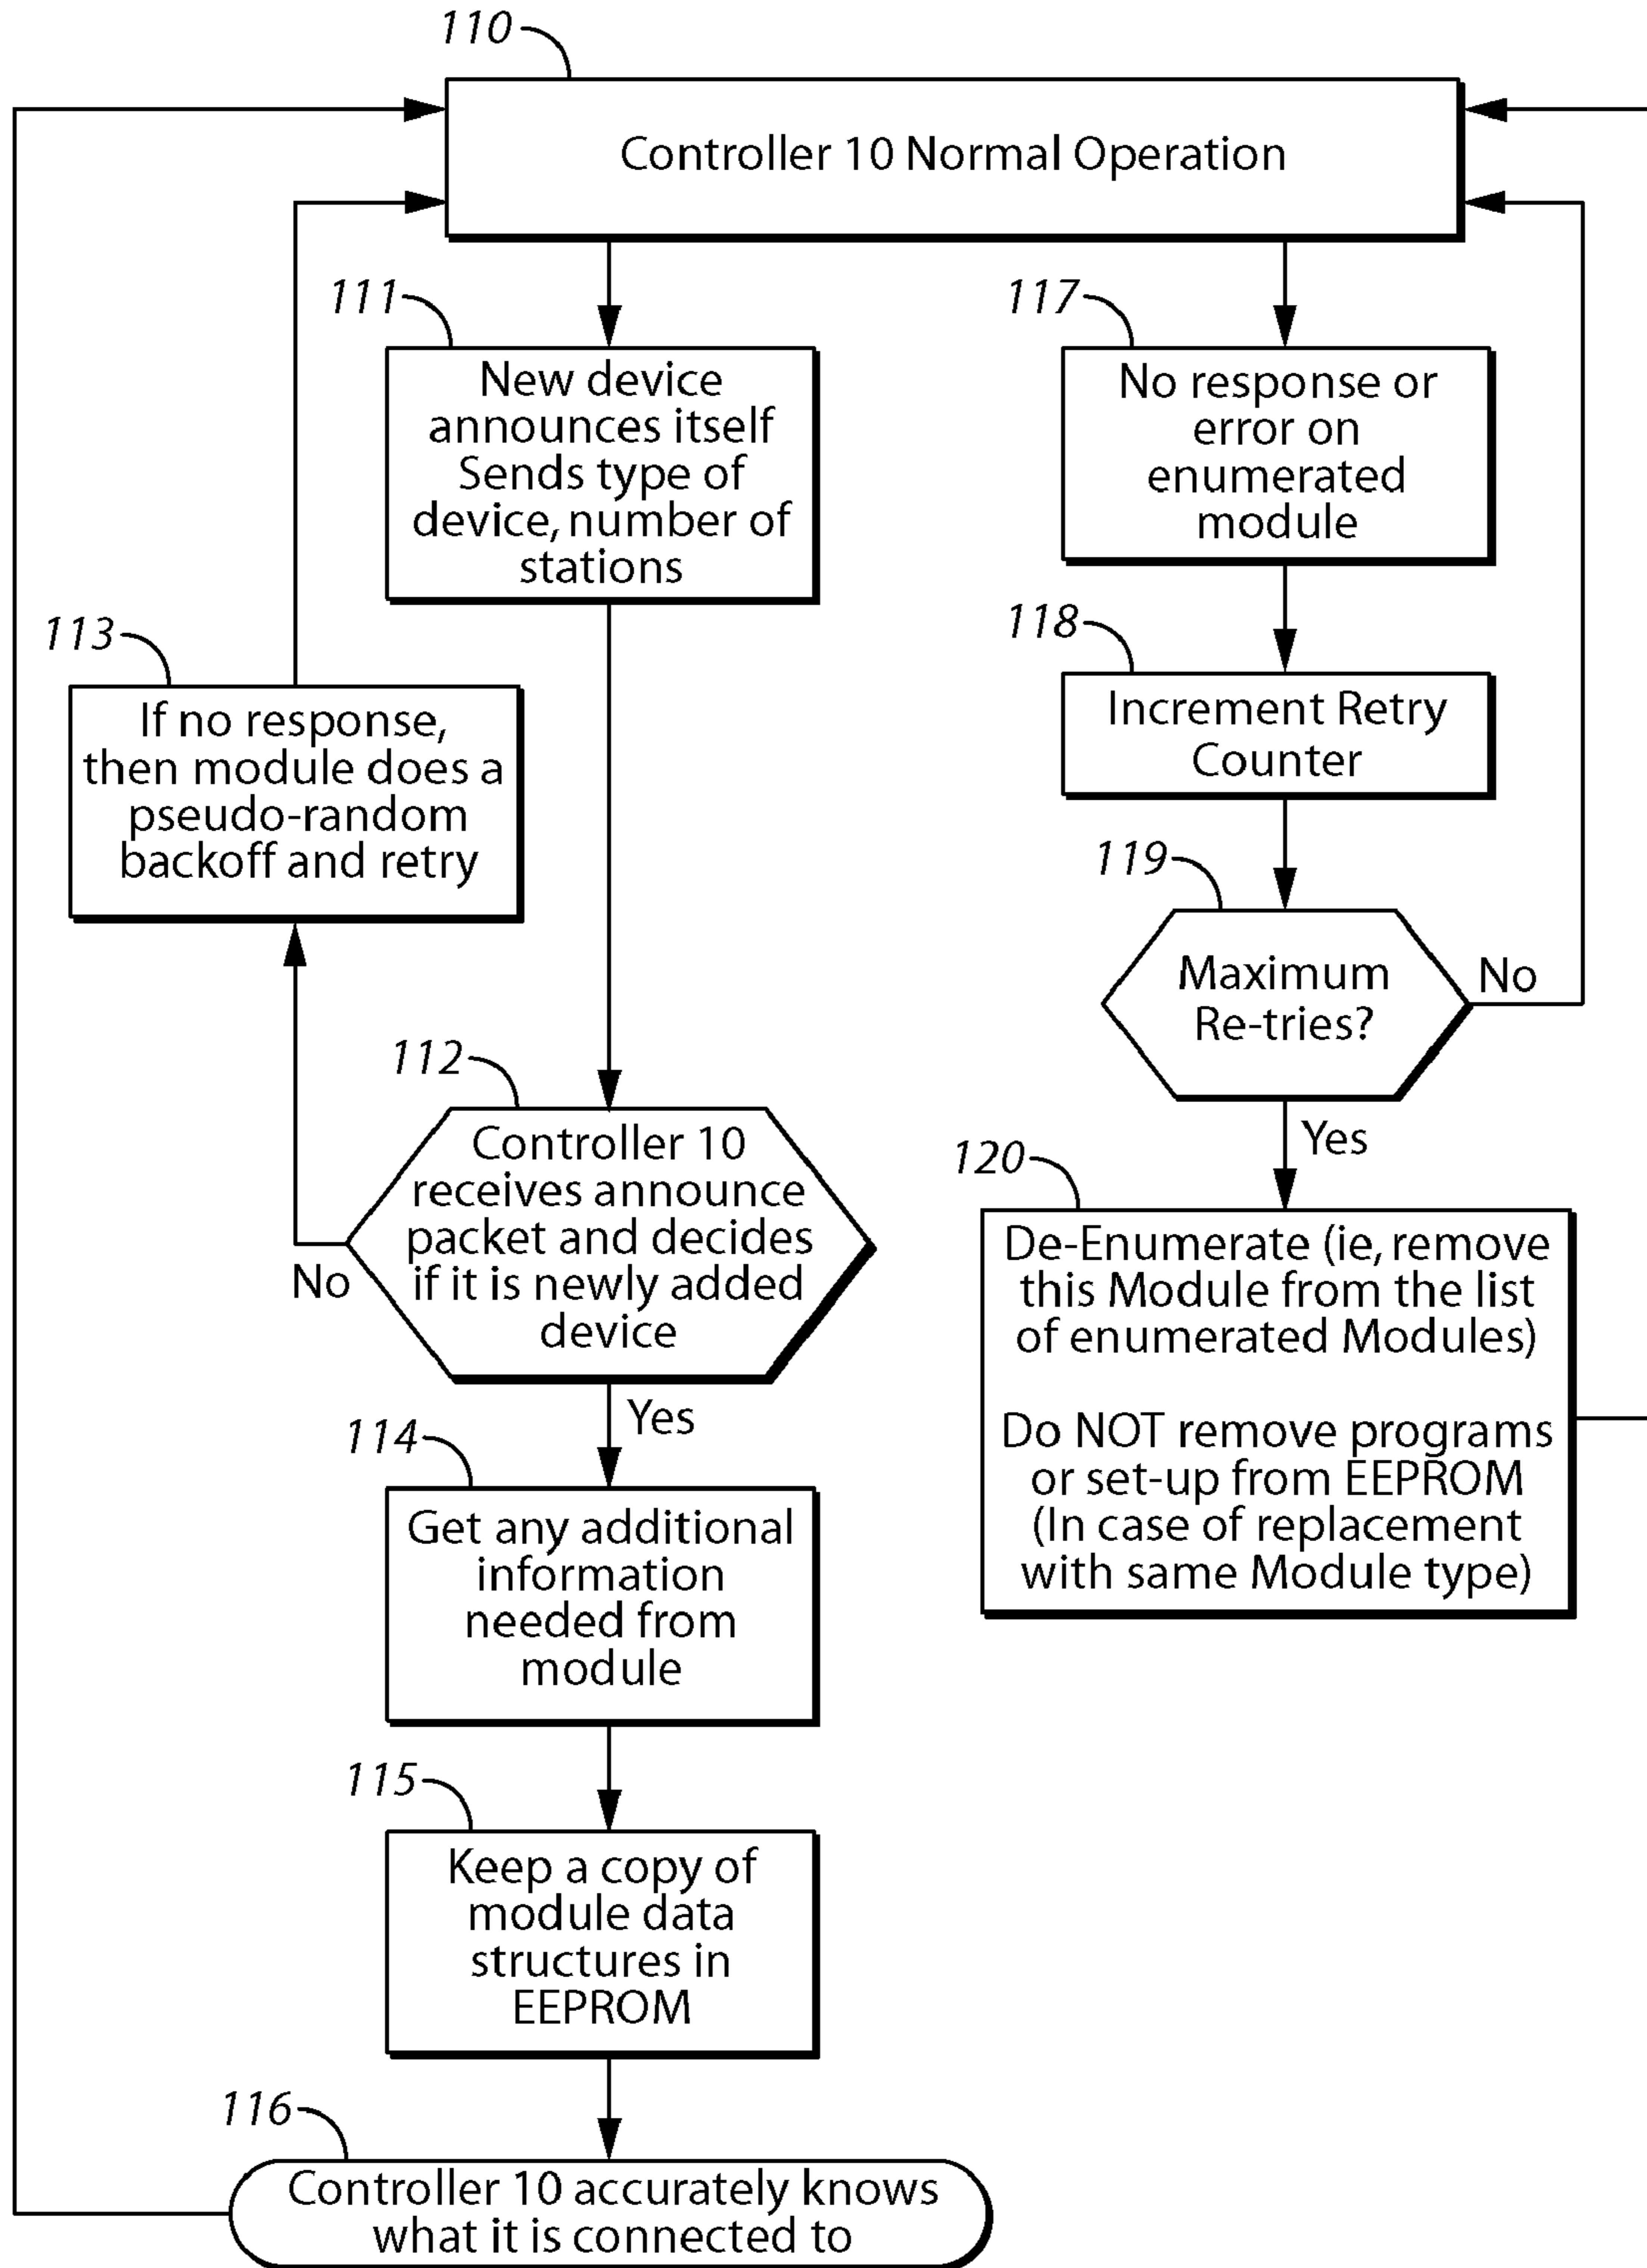 110
Controller 10 Normal Operation
111
New device
announces itself
Sends type of
device, number of
stations
117
No response or
error on
enumerated
module
113
If no response,
then module does a
pseudo-random
backoff and retry
118
Increment Retry
Counter
119
Maximum
Re-tries?
No
112
Controller 10
receives announce
packet and decides
if it is newly added
device
No
Yes
Yes
120
De-Enumerate (ie, remove
this Module from the list
of enumerated Modules)
Do NOT remove programs
or set-up from EEPROM
(In case of replacement
with same Module type)
114
Get any additional
information
needed from
module
115
Keep a copy of
module data
structures in
EEPROM
116
Controller 10 accurately knows
what it is connected to